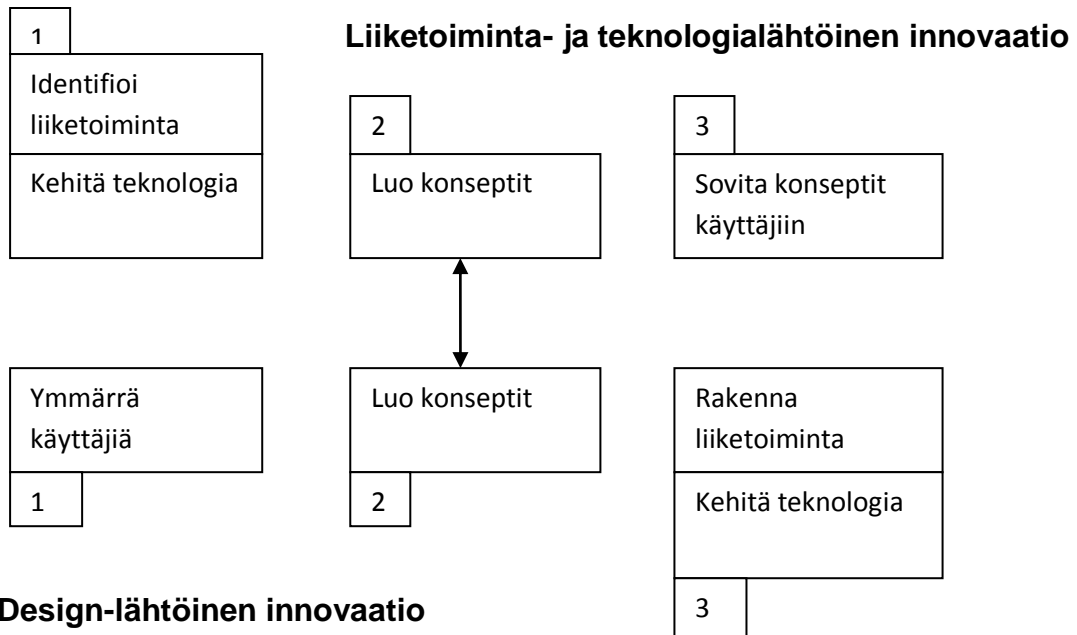 1
Liiketoiminta- ja teknologialähtöinen innovaatio
Identifioi
liiketoiminta
Kehitä teknologia
2
Luo konseptit
3
Sovita konseptit
käyttäjiin
Ymmärrä
käyttäjiä
1
Luo konseptit
2
Rakenna
liiketoiminta
Kehitä teknologia
3
Design-lähtöinen innovaatio